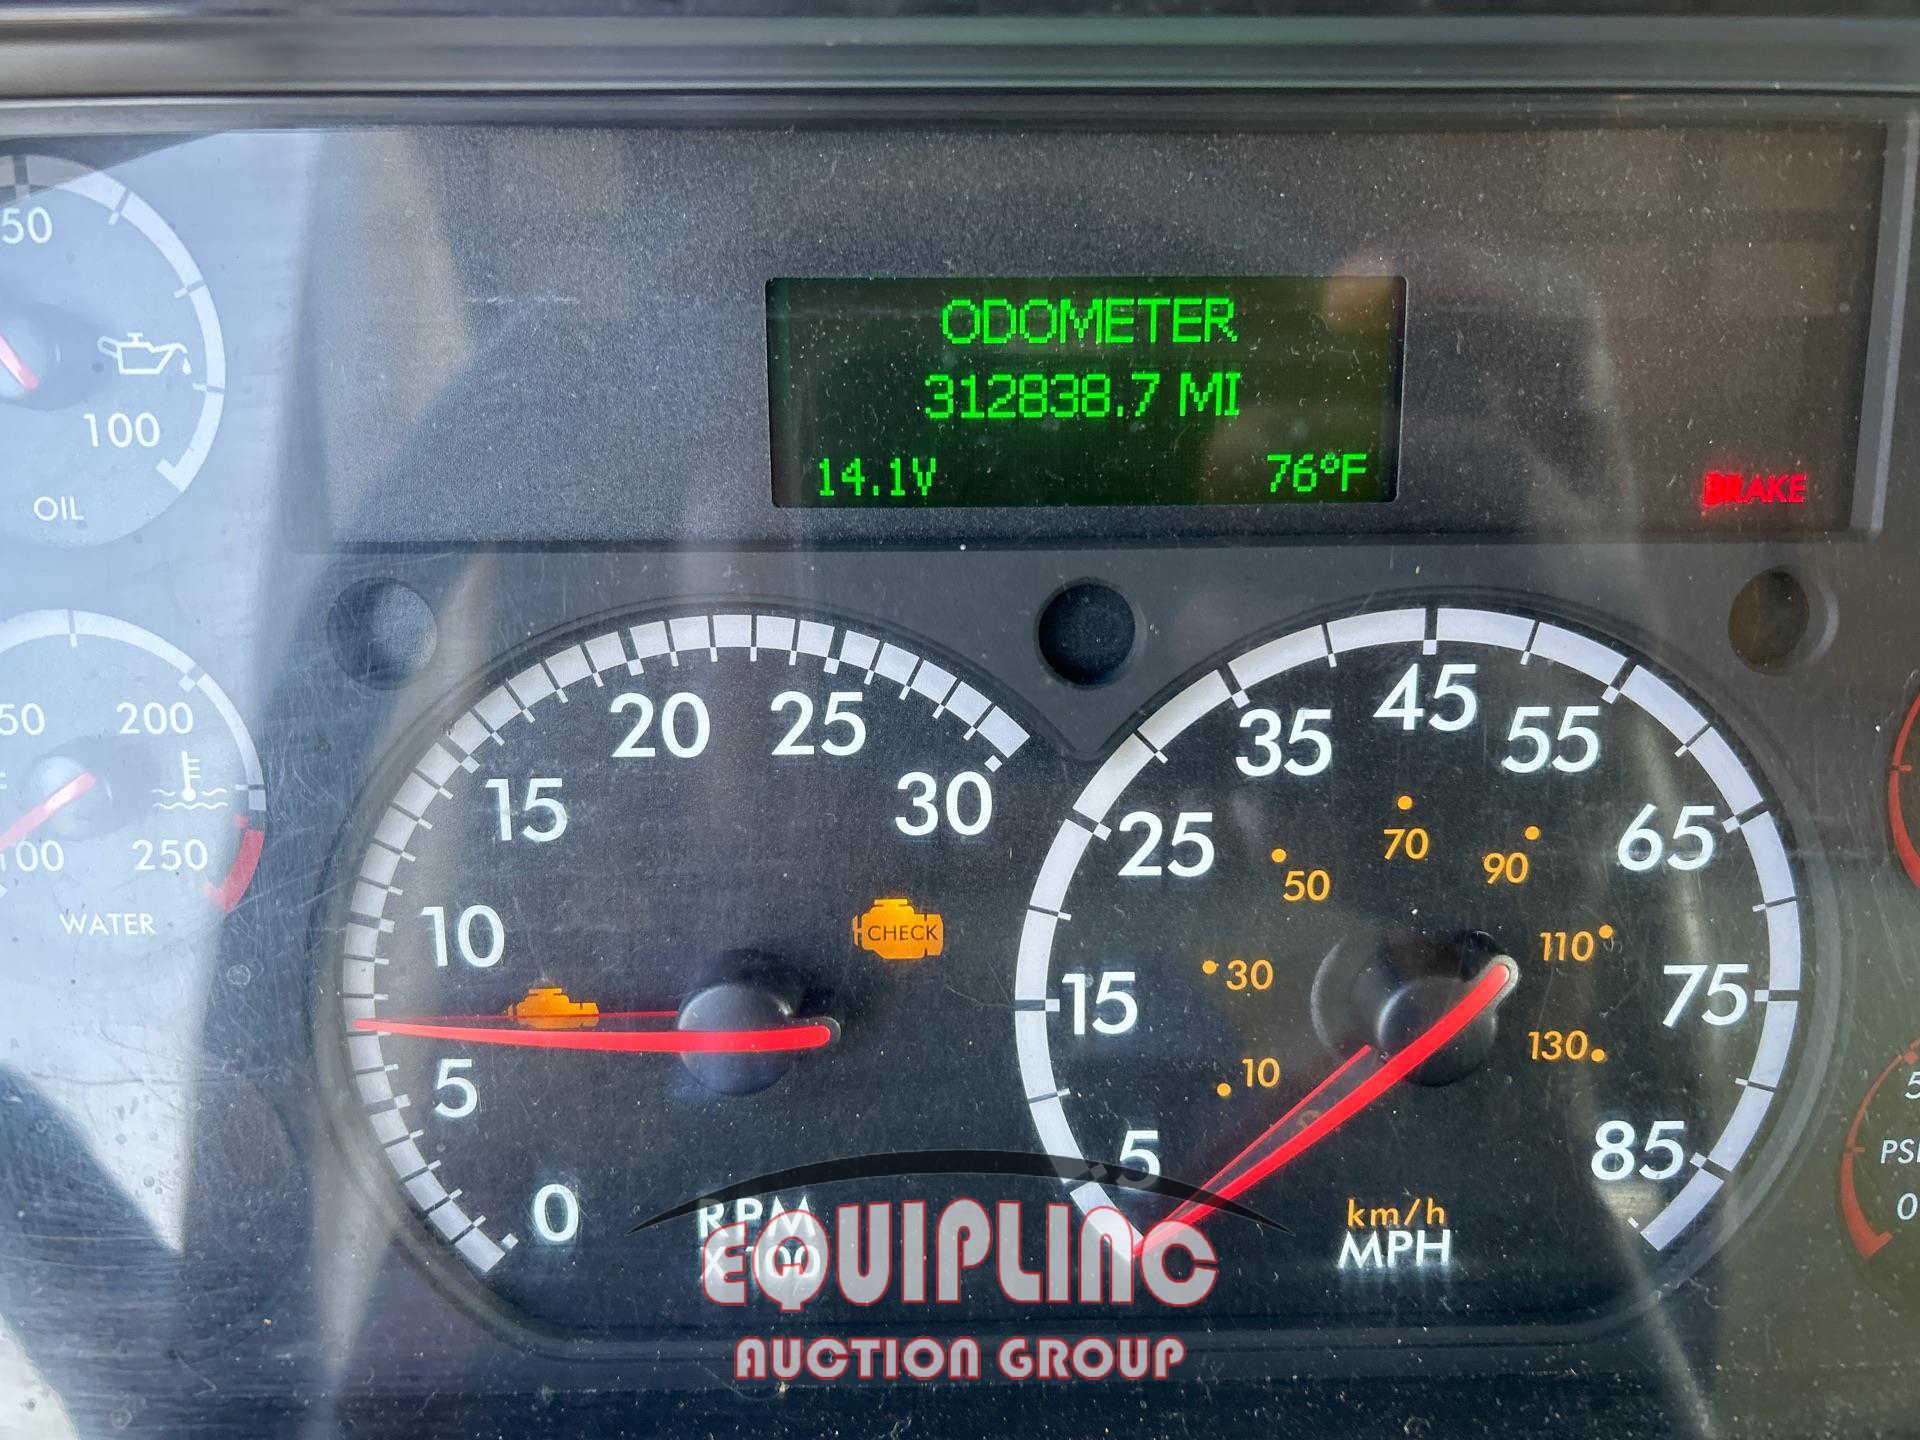 ODOMETER
312838.7 MI
14.1V 76°F
BRAKE
50
100
OIL
200
250
WATER
0
5
10
15
20
25
30
CHECK
RPM
X100
5
15
25
35
45
55
65
75
85
10
30
50
70
90
110
130
km/h
MPH
0
EQUIPLINC
AUCTION GROUP